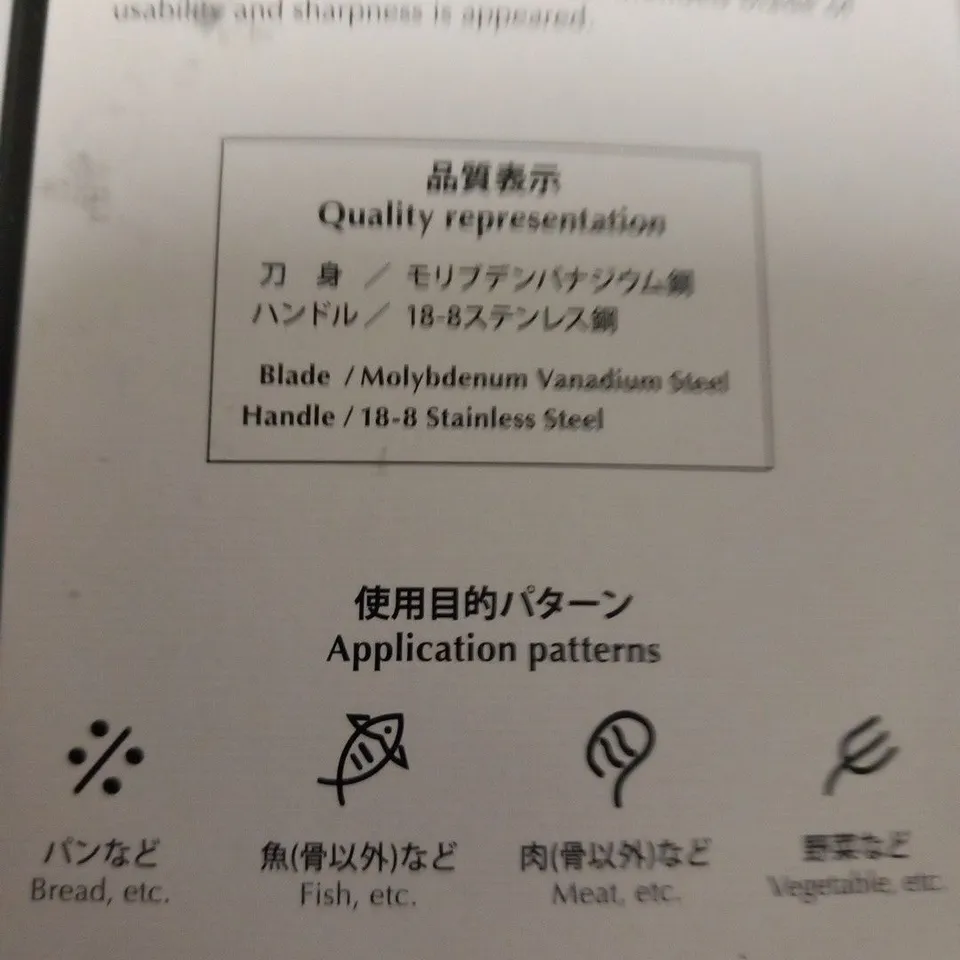 usability and sharpness is appeared.
品質表示
Quality representation
刀 身 ／ モリブデンバナジウム鋼
ハンドル ／ 18-8ステンレス鋼
Blade / Molybdenum Vanadium Steel
Handle / 18-8 Stainless Steel
使用目的パターン
Application patterns
パンなど
Bread, etc.
魚(骨以外)など
Fish, etc.
肉(骨以外)など
Meat, etc.
野菜など
Vegetable, etc.